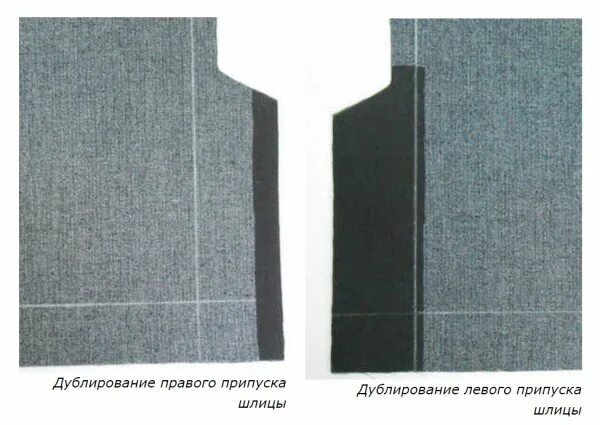 Дублирование правого припуска
шлицы
Дублирование левого припуска
шлицы